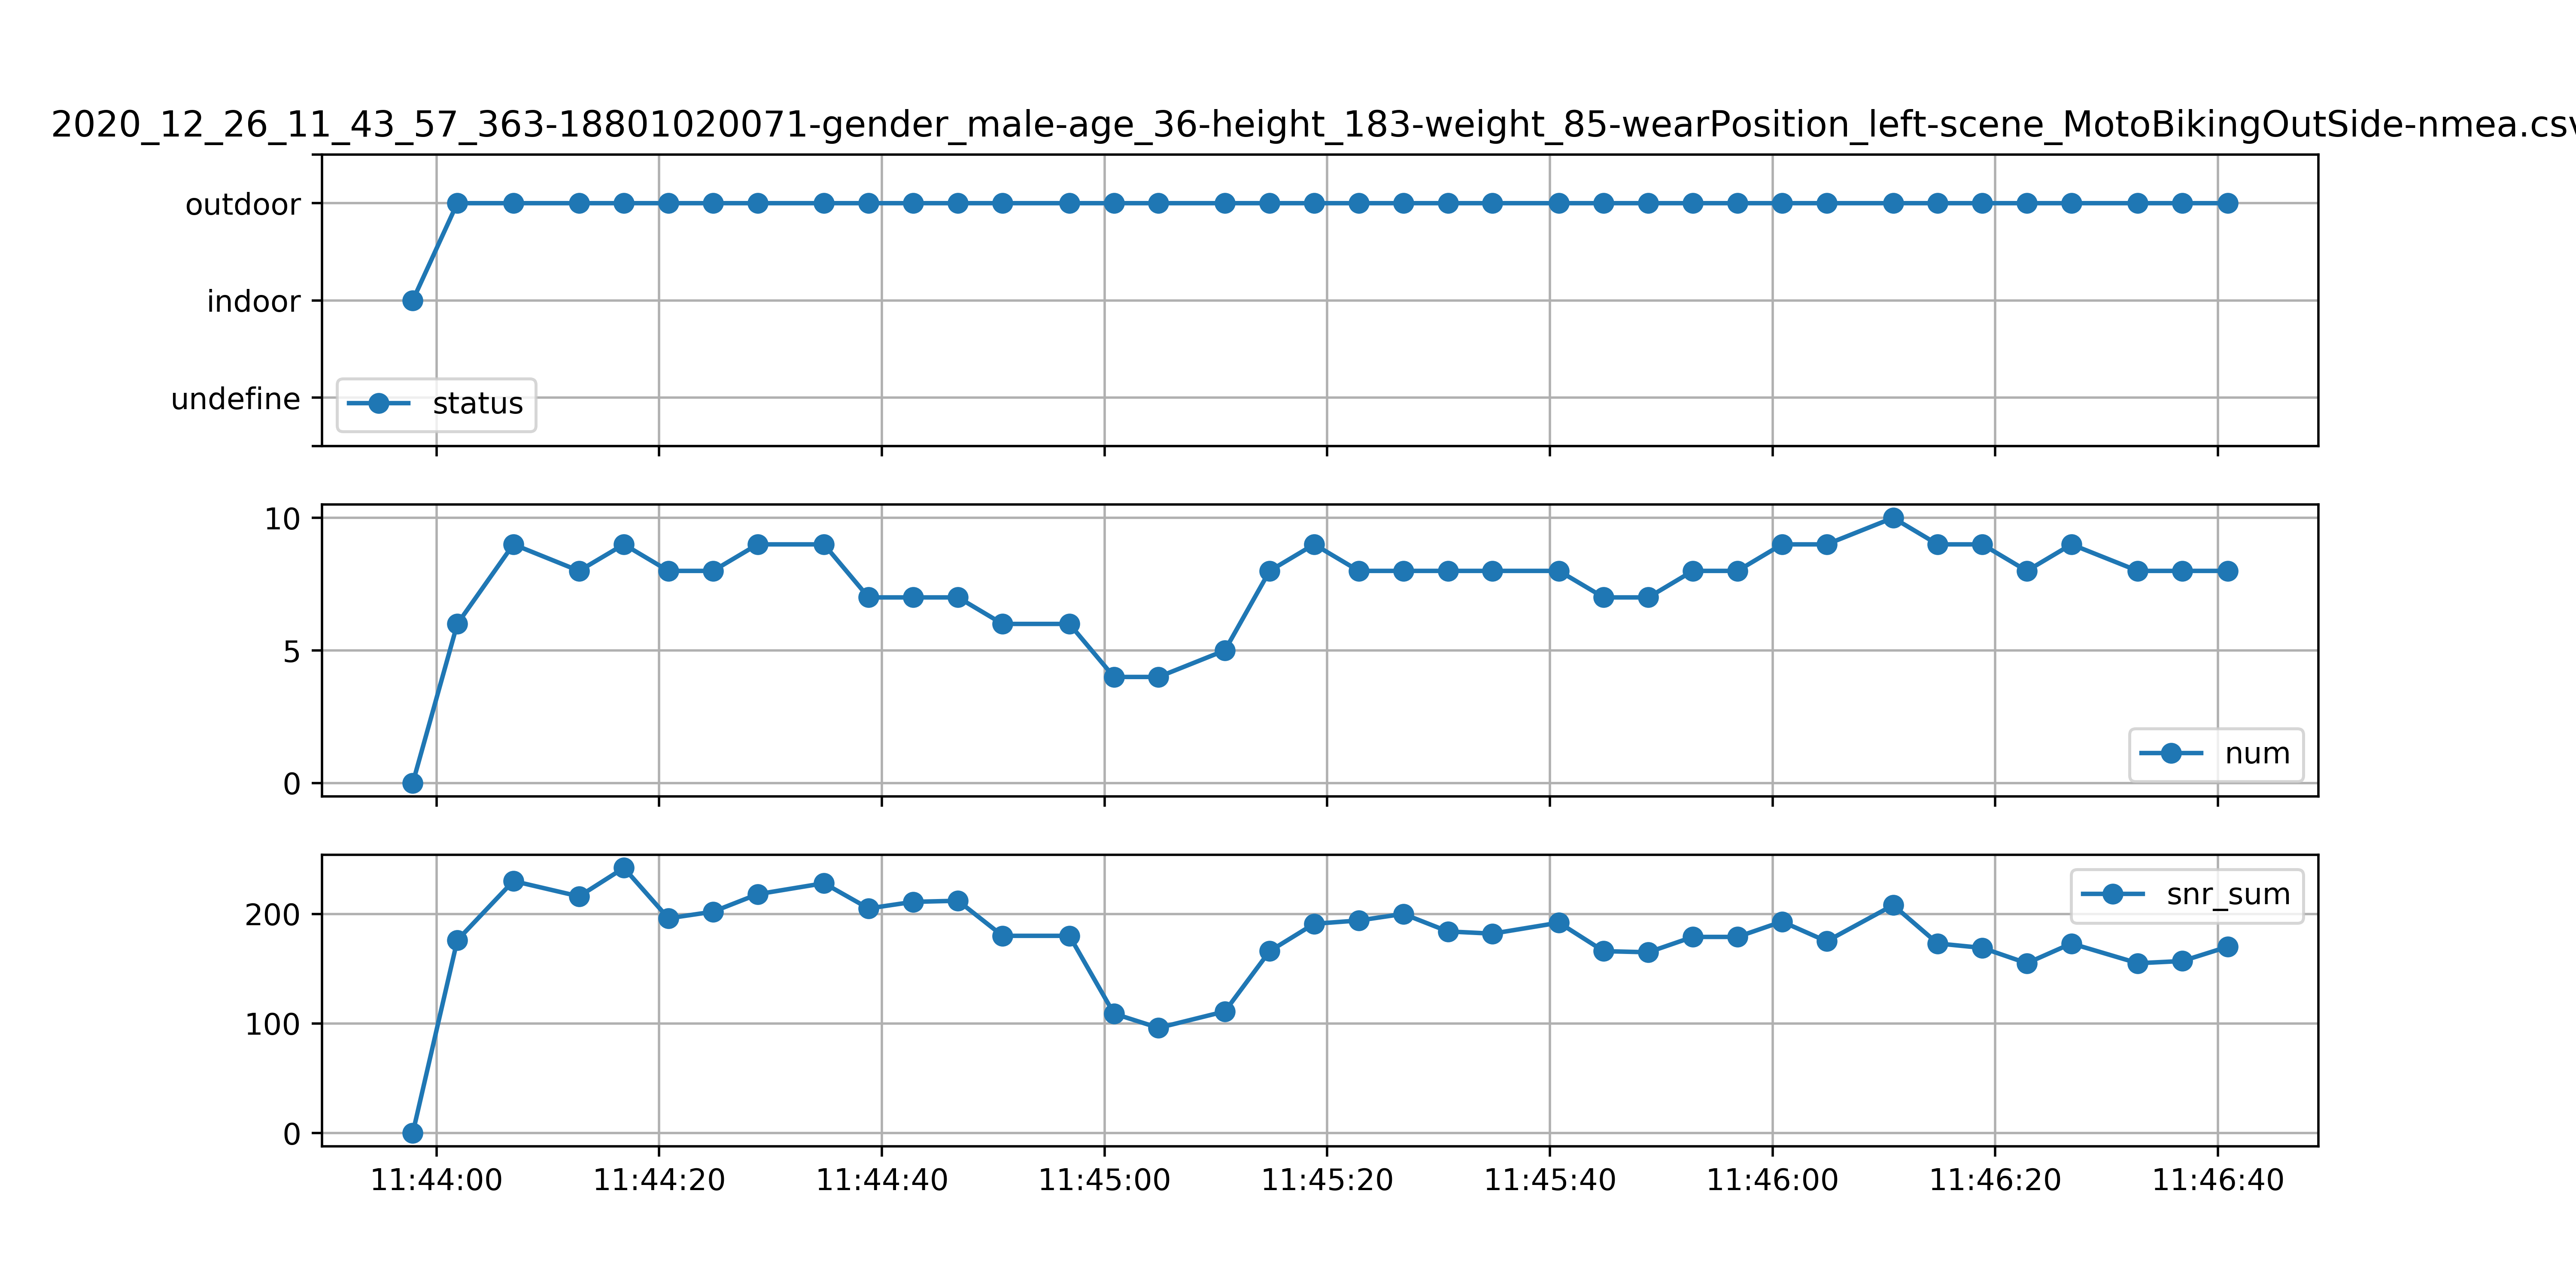 2020_12_26_11_43_57_363-18801020071-gender_male-age_36-height_183-weight_85-wearPosition_left-scene_MotoBikingOutSide-nmea.csv
outdoor
indoor
undefine
status
10
5
0
num
200
100
0
snr_sum
11:44:00 11:44:20 11:44:40 11:45:00 11:45:20 11:45:40 11:46:00 11:46:20 11:46:40